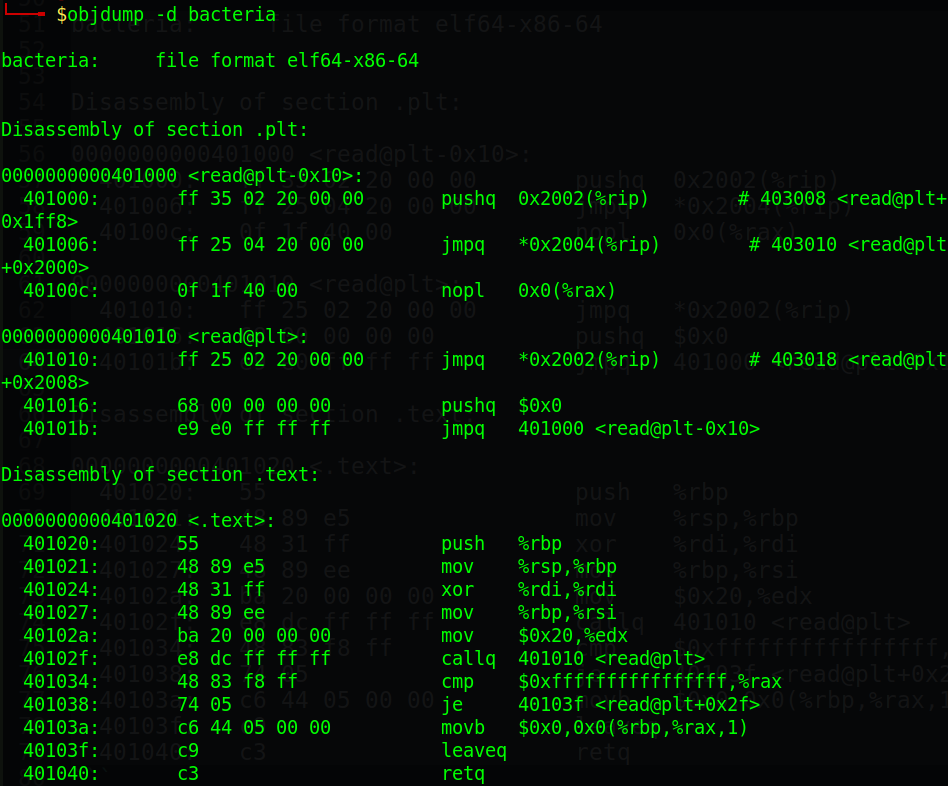 $objdump -d bacteria
bacteria:     file format elf64-x86-64
Disassembly of section .plt:
0000000000401000 <read@plt-0x10>:
  401000:       ff 35 02 20 00 00       pushq  0x2002(%rip)        # 403008 <read@plt+
0x1ff8>
  401006:       ff 25 04 20 00 00       jmpq   *0x2004(%rip)        # 403010 <read@plt
+0x2000>
  40100c:       0f 1f 40 00             nopl   0x0(%rax)
0000000000401010 <read@plt>:
  401010:       ff 25 02 20 00 00       jmpq   *0x2002(%rip)        # 403018 <read@plt
+0x2008>
  401016:       68 00 00 00 00          pushq  $0x0
  40101b:       e9 e0 ff ff ff          jmpq   401000 <read@plt-0x10>
Disassembly of section .text:
0000000000401020 <.text>:
  401020:       55                      push   %rbp
  401021:       48 89 e5                mov    %rsp,%rbp
  401024:       48 31 ff                xor    %rdi,%rdi
  401027:       48 89 ee                mov    %rbp,%rsi
  40102a:       ba 20 00 00 00          mov    $0x20,%edx
  40102f:       e8 dc ff ff ff          callq  401010 <read@plt>
  401034:       48 83 f8 ff             cmp    $0xffffffffffffffff,%rax
  401038:       74 05                   je     40103f <read@plt+0x2f>
  40103a:       c6 44 05 00 00          movb   $0x0,0x0(%rbp,%rax,1)
  40103f:       c9                      leaveq
  401040:       c3                      retq